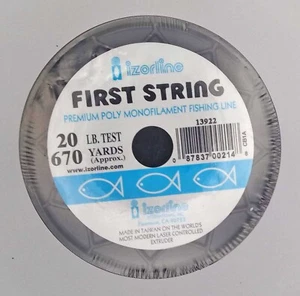 izorline
FIRST STRING
PREMIUM POLY MONOFILAMENT FISHING LINE
20 LB. TEST
670 YARDS
(Approx.)
www.izorline.com
13922
0 87837 00214
izorline
MADE IN TAIWAN ON THE WORLD'S
MOST MODERN LASER CONTROLLED
EXTRUDER